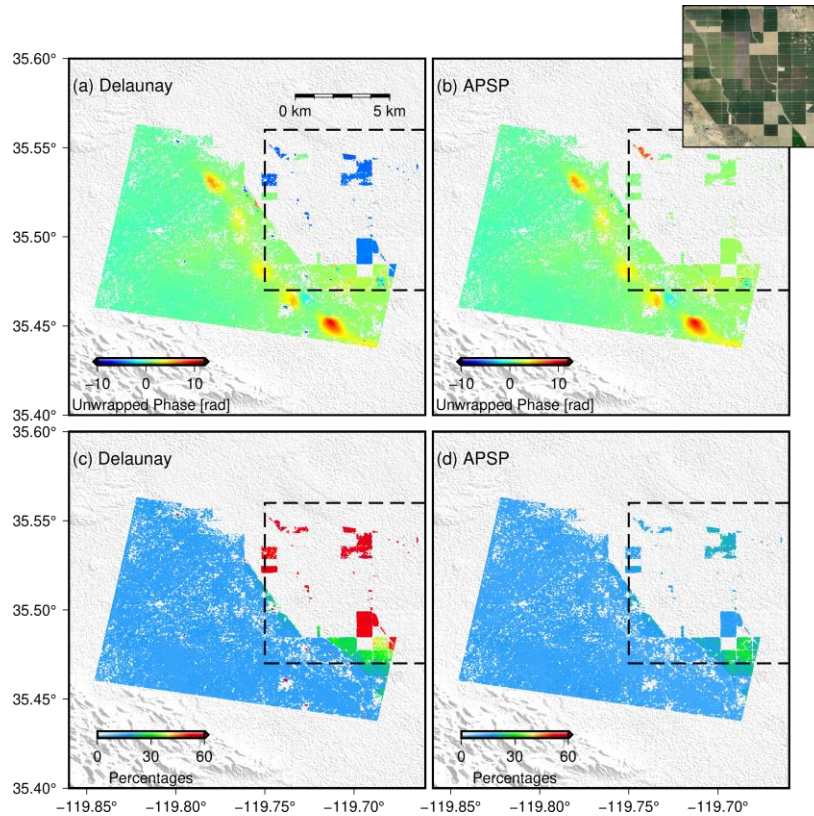 35.60°
(a) Delaunay
0 km 5 km
(b) APSP
35.55°
35.50°
35.45°
−10 0 10
Unwrapped Phase [rad]
−10 0 10
Unwrapped Phase [rad]
35.40°
35.60°
(c) Delaunay
(d) APSP
35.55°
35.50°
35.45°
0 30 60
Percentages
0 30 60
Percentages
35.40°
−119.85° −119.80° −119.75° −119.70° −119.85° −119.80° −119.75° −119.70°